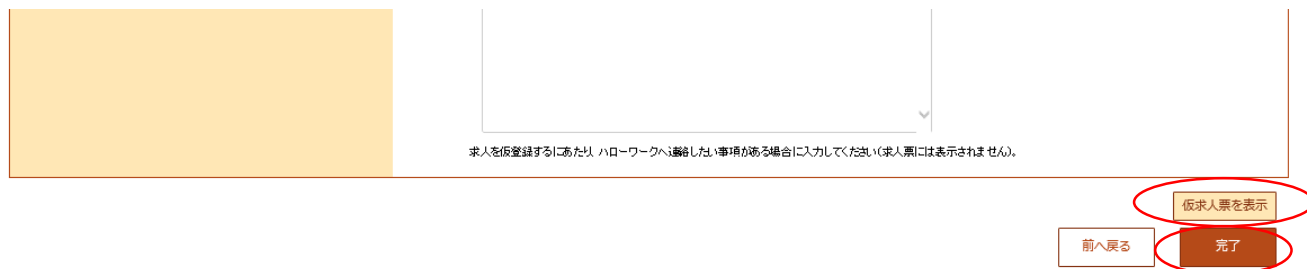 求人を仮登録するにあたり、ハローワークへ連絡したい事項がある場合に入力してください(求人票には表示されません)。
仮求人票を表示
前へ戻る
完了